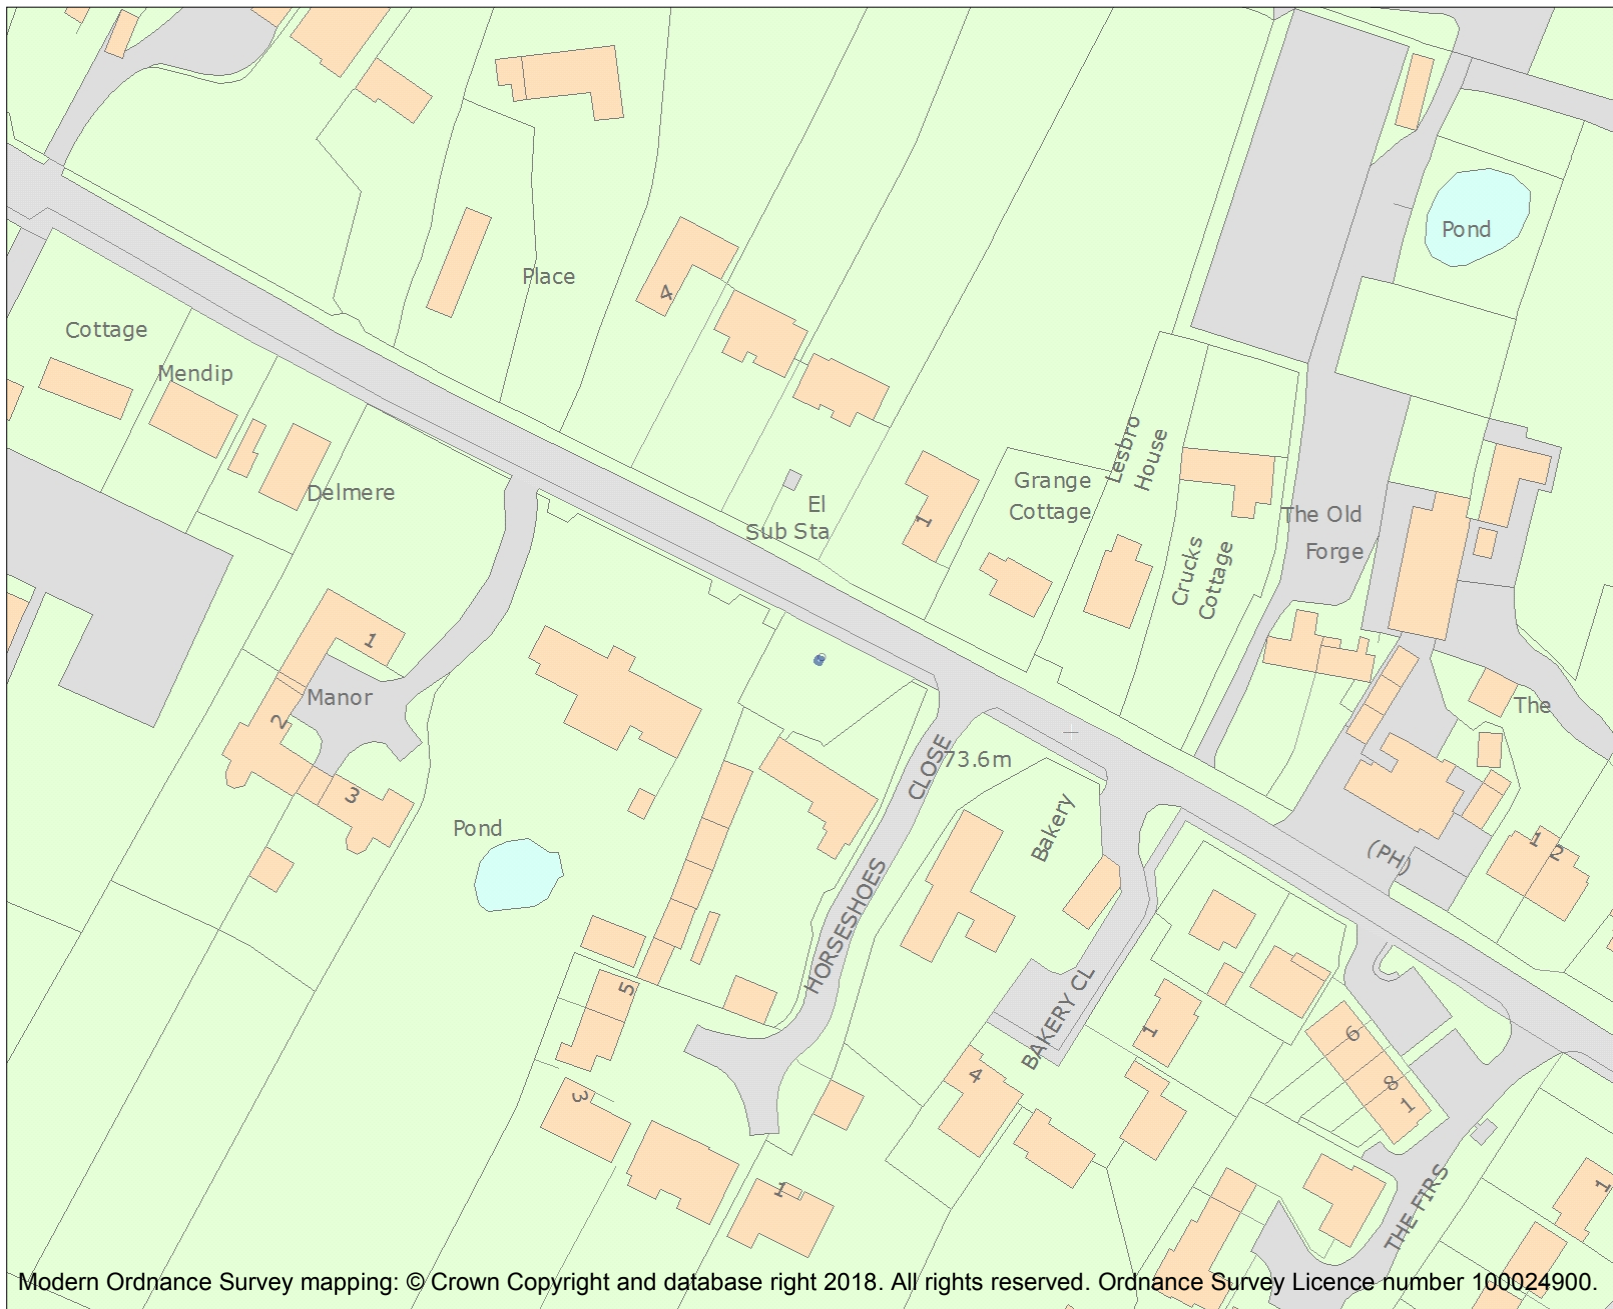 Pond
Place
4
Cottage
Mendip
Delmere
El
Sub Sta
1
Grange
Cottage
Lesbro
House
Crucks
Cottage
The Old
Forge
1
Manor
2
3
Pond
The
CLOSE
73.6m
HORSESHOES
Bakery
(PH)
1
2
BAKERY CL
5
3
1
4
1
6
8
1
THE FIRS
1
Modern Ordnance Survey mapping: © Crown Copyright and database right 2018. All rights reserved. Ordnance Survey Licence number 100024900.